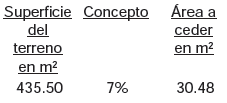 Superficie Concepto Área a
del ceder
terreno en m²
en m²
435.50 7% 30.48